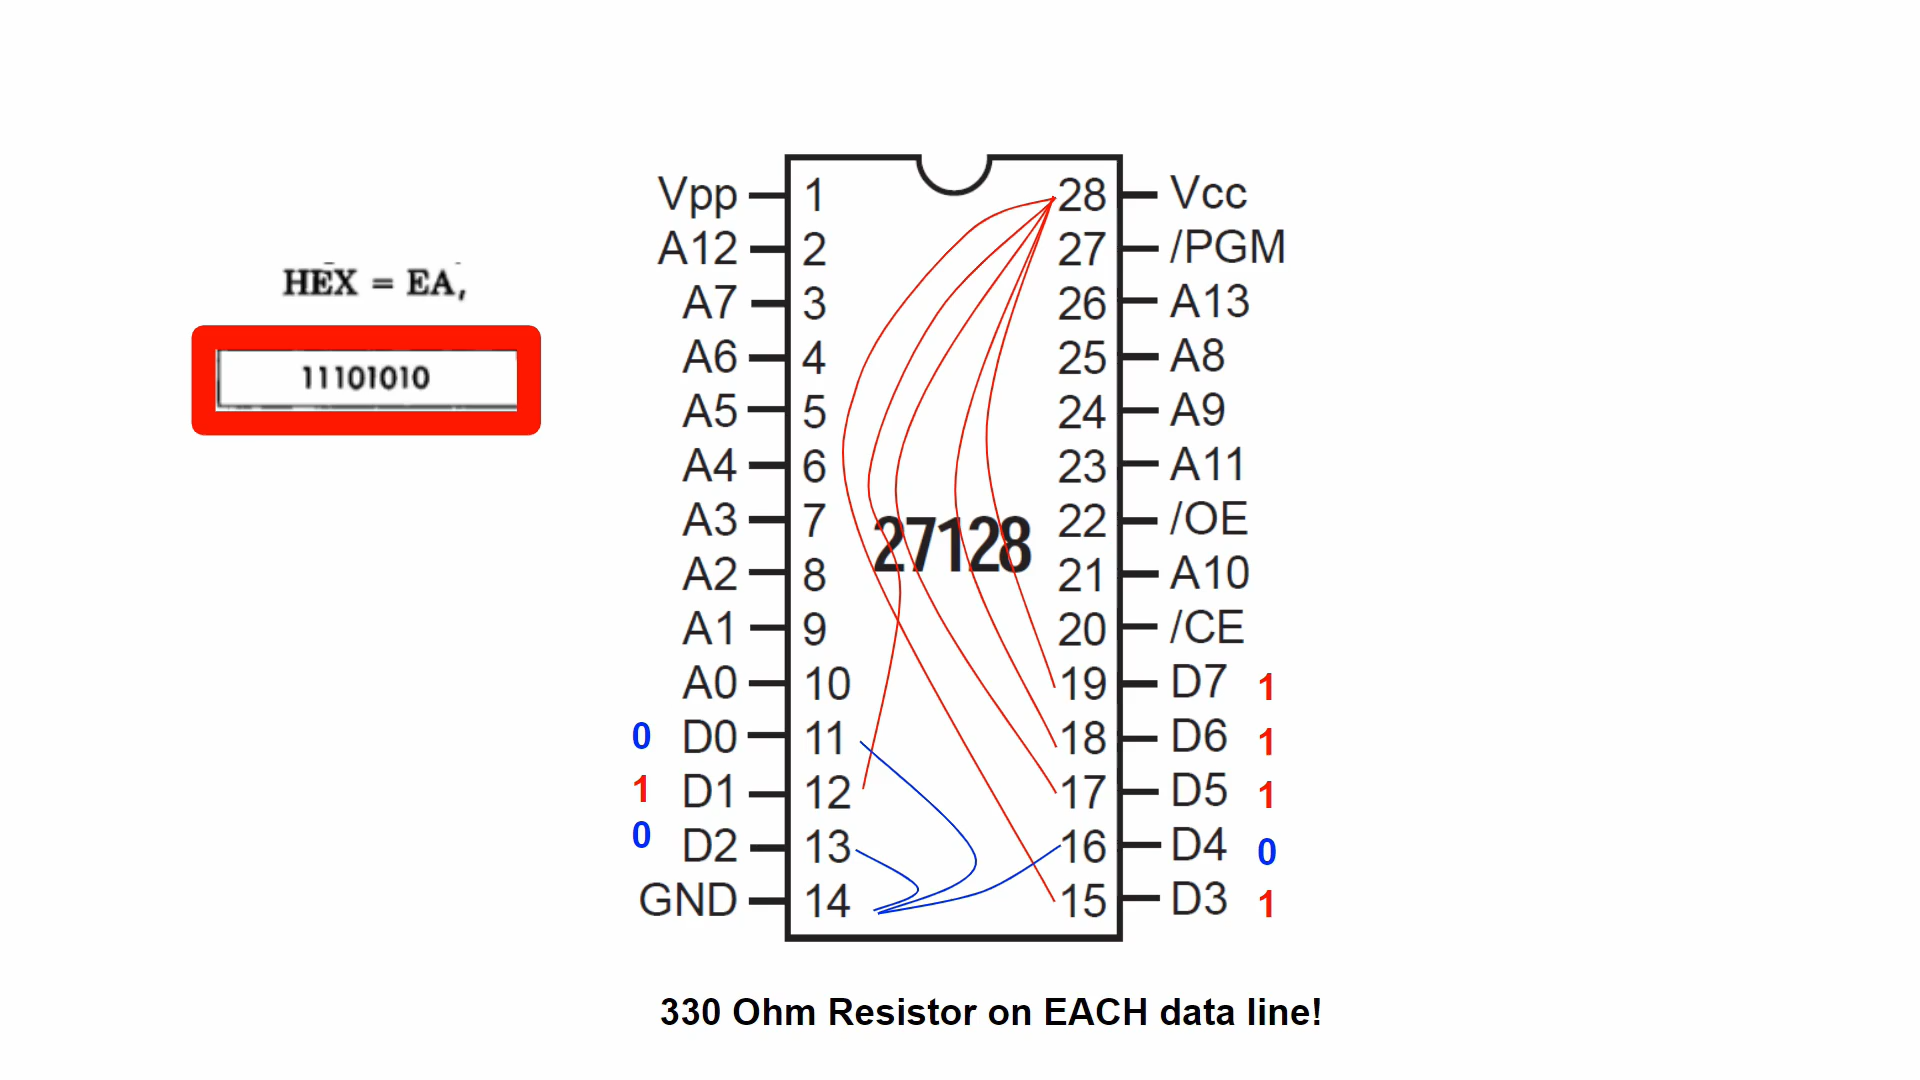 HEX = EA,
11101010
Vpp 1 28 Vcc
A12 2 27 /PGM
A7 3 26 A13
A6 4 25 A8
A5 5 24 A9
A4 6 23 A11
A3 7 22 /OE
27128
A2 8 21 A10
A1 9 20 /CE
A0 10 19 D7 1
0 D0 11 18 D6 1
1 D1 12 17 D5 1
0 D2 13 16 D4 0
GND 14 15 D3 1
330 Ohm Resistor on EACH data line!